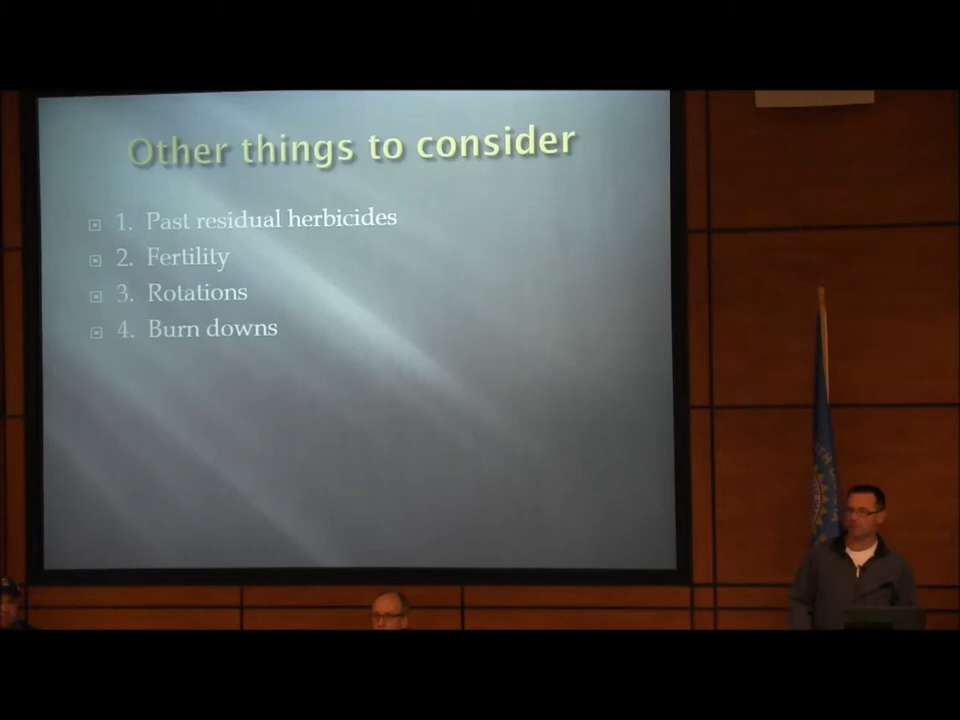 Other things to consider
1. Past residual herbicides
2. Fertility
3. Rotations
4. Burn downs